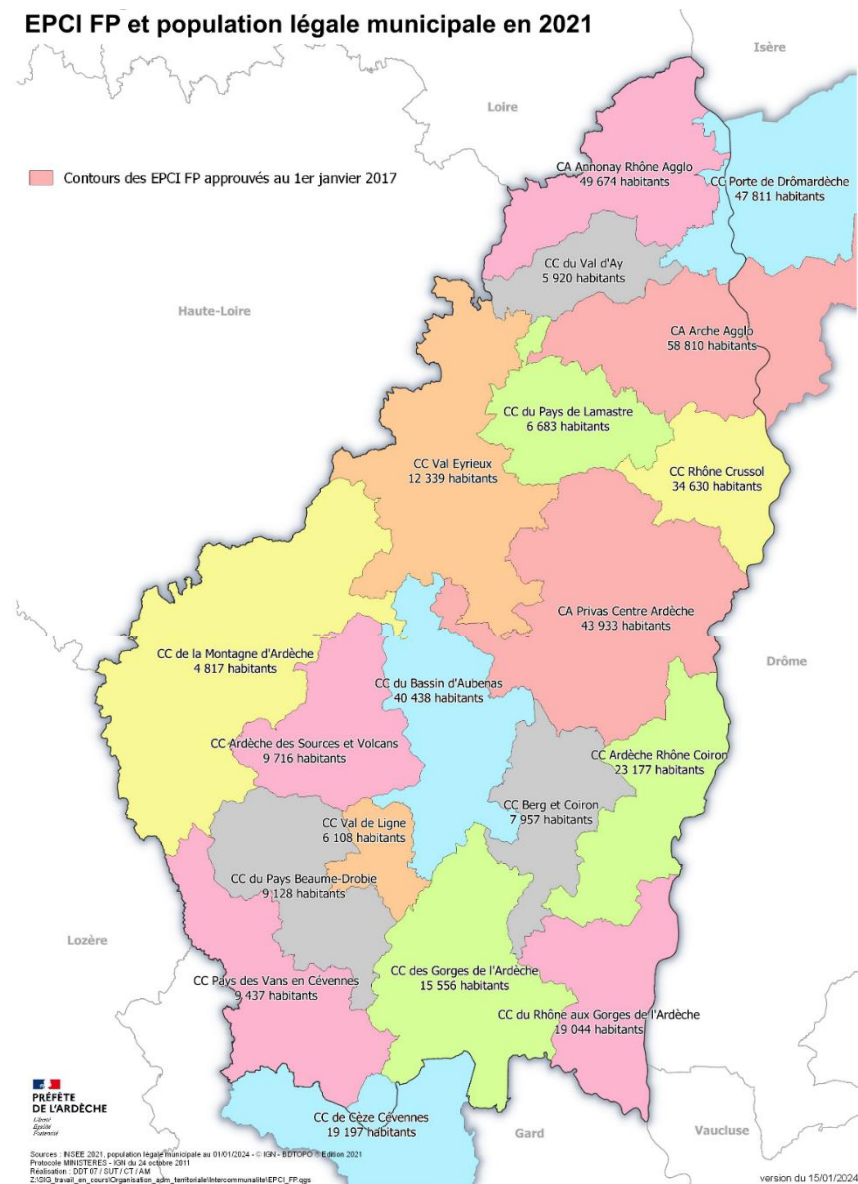 EPCI FP et population légale municipale en 2021
Isère
Loire
Contours des EPCI FP approuvés au 1er janvier 2017
CA Annonay Rhône Agglo
49 674 habitants
CC Porte de Drômardèche
47 811 habitants
CC du Val d'Ay
5 920 habitants
Haute-Loire
CA Arche Agglo
58 810 habitants
CC du Pays de Lamastre
6 683 habitants
CC Val Eyrieux
12 339 habitants
CC Rhône Crussol
34 630 habitants
CA Privas Centre Ardèche
43 933 habitants
CC de la Montagne d'Ardèche
4 817 habitants
Drôme
CC du Bassin d'Aubenas
40 438 habitants
CC Ardèche des Sources et Volcans
9 716 habitants
CC Ardèche Rhône Coiron
23 177 habitants
CC Berg et Coiron
7 957 habitants
CC Val de Ligne
6 108 habitants
CC du Pays Beaume-Drobie
9 128 habitants
Lozère
CC des Gorges de l'Ardèche
15 556 habitants
CC Pays des Vans en Cévennes
9 437 habitants
CC du Rhône aux Gorges de l'Ardèche
19 044 habitants
PRÉFÈTE
DE L'ARDÈCHE
Liberté
Égalité
Fraternité
CC de Cèze Cévennes
19 197 habitants
Gard
Vaucluse
Sources : INSEE 2021, population légale municipale au 01/01/2024 - © IGN - BDTOPO ® Edition 2021
Protocole MINISTERES - IGN du 24 octobre 2011
Réalisation : DDT 07 / SUT / CT / AM
Z:\SIG_travail_en_cours\Organisation_adm_territoriale\Intercommunalite\EPCI_FP.qgs
version du 15/01/2024